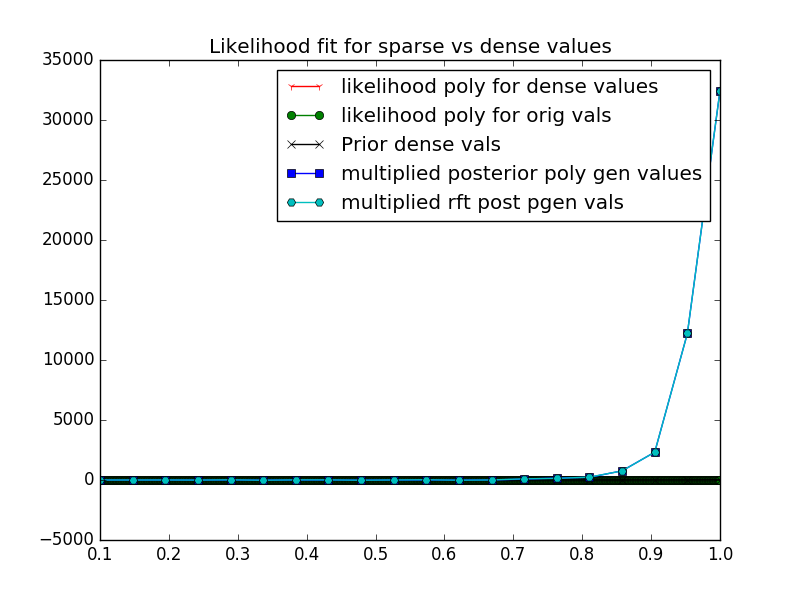 Likelihood fit for sparse vs dense values
35000
30000
25000
20000
15000
10000
5000
0
−5000
likelihood poly for dense values
likelihood poly for orig vals
Prior dense vals
multiplied posterior poly gen values
multiplied rft post pgen vals
0.1 0.2 0.3 0.4 0.5 0.6 0.7 0.8 0.9 1.0